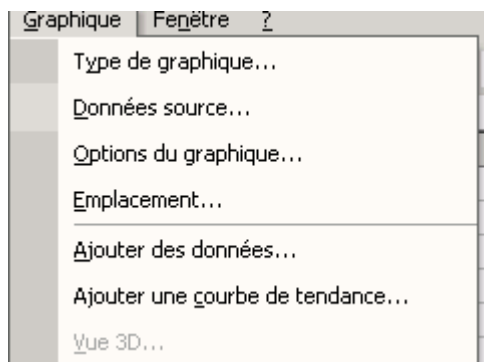 Graphique Fenêtre ?
Type de graphique...
Données source...
Options du graphique...
Emplacement...
Ajouter des données...
Ajouter une courbe de tendance...
Vue 3D...